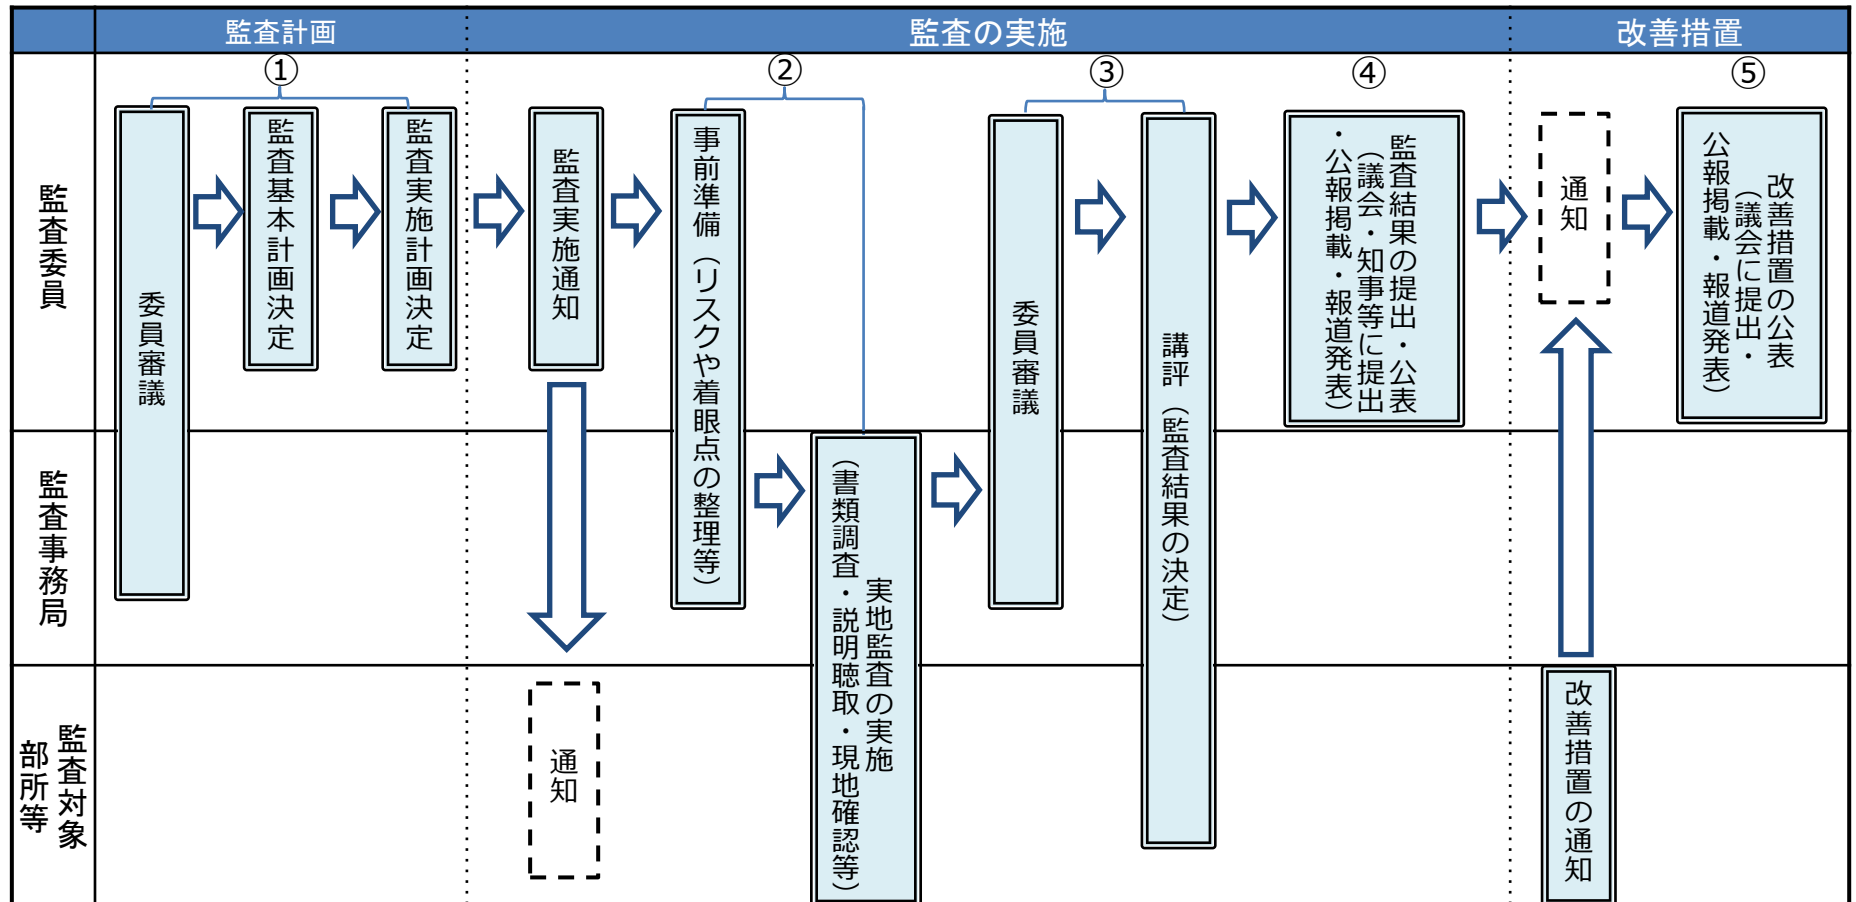 監査計画
監査の実施
改善措置
①
②
③
④
⑤
監査委員
監査事務局
監査対象
部所等
委員審議
監査基本計画決定
監査実施計画決定
監査実施通知
通知
事前準備（リスクや着眼点の整理等）
実地監査の実施
（書類調査・説明聴取・現地確認等）
委員審議
講評（監査結果の決定）
監査結果の提出・公表
（議会・知事等に提出
・公報掲載・報道発表）
通知
改善措置の通知
改善措置の公表
（議会に提出・
公報掲載・報道発表）